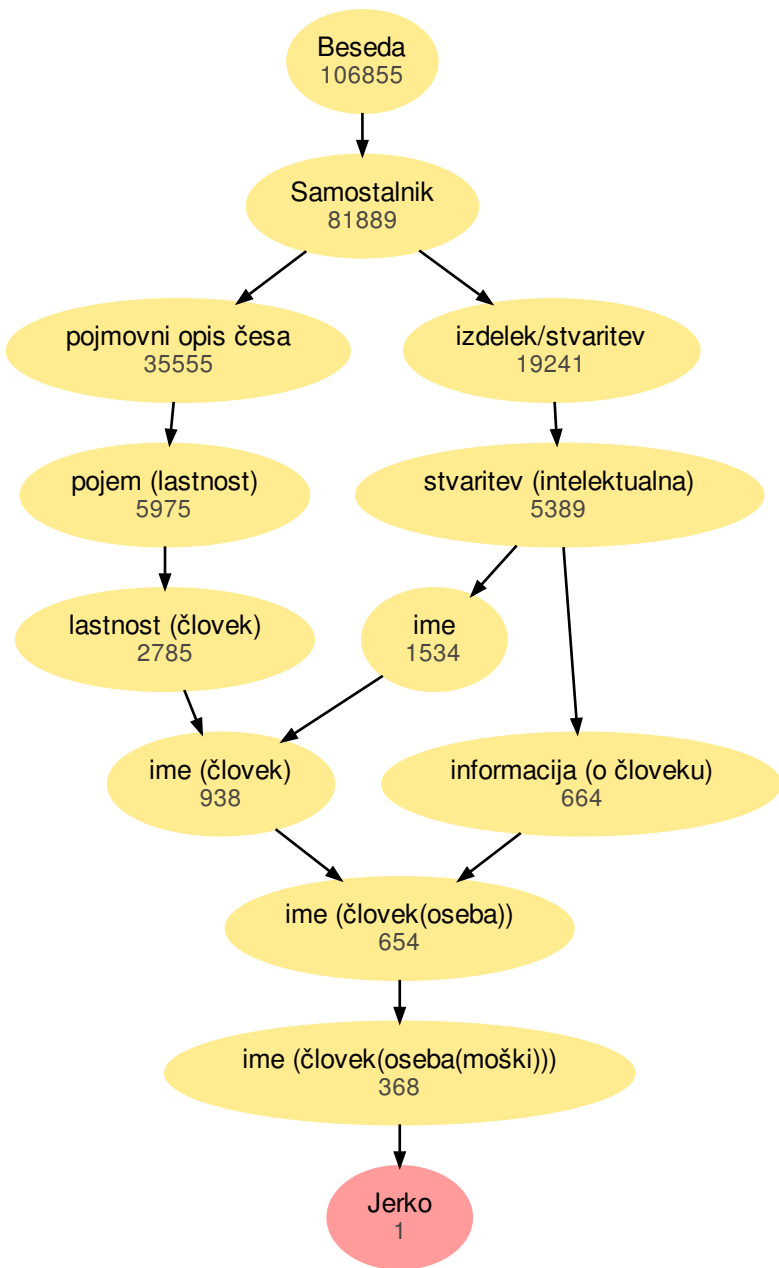 Beseda
106855
Samostalnik
81889
pojmovni opis česa
35555
izdelek/stvaritev
19241
pojem (lastnost)
5975
stvaritev (intelektualna)
5389
lastnost (človek)
2785
ime
1534
ime (človek)
938
informacija (o človeku)
664
ime (človek(oseba))
654
ime (človek(oseba(moški)))
368
Jerko
1